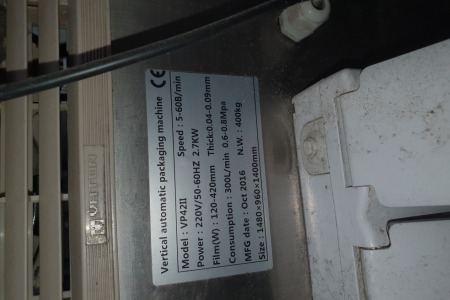 Vertical automatic packaging machine CE
Model : VP42II Speed : 5-60B/min
Power : 220V/50-60HZ 2.7KW
Film(W) : 120-420mm Thick:0.04-0.09mm
Consumption : 300L/min 0.6-0.8Mpa
MFG date : Oct 2016 N.W. : 400kg
Size : 1480×960×1400mm